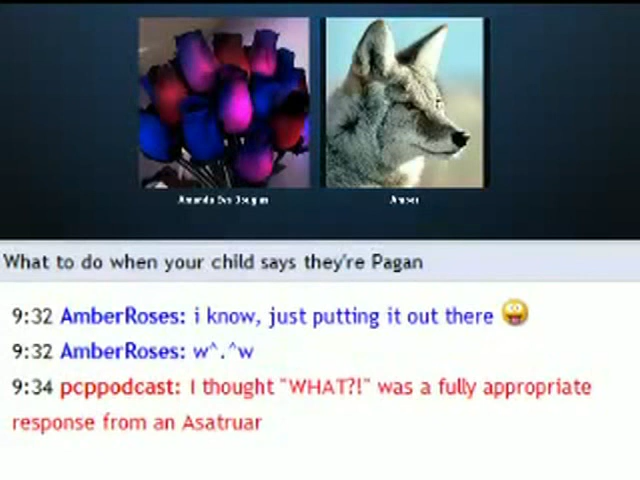 Amber
What to do when your child says they're Pagan
9:32 AmberRoses: i know, just putting it out there
9:32 AmberRoses: w^.^w
9:34 pcppodcast: I thought "WHAT?!" was a fully appropriate
response from an Asatruar